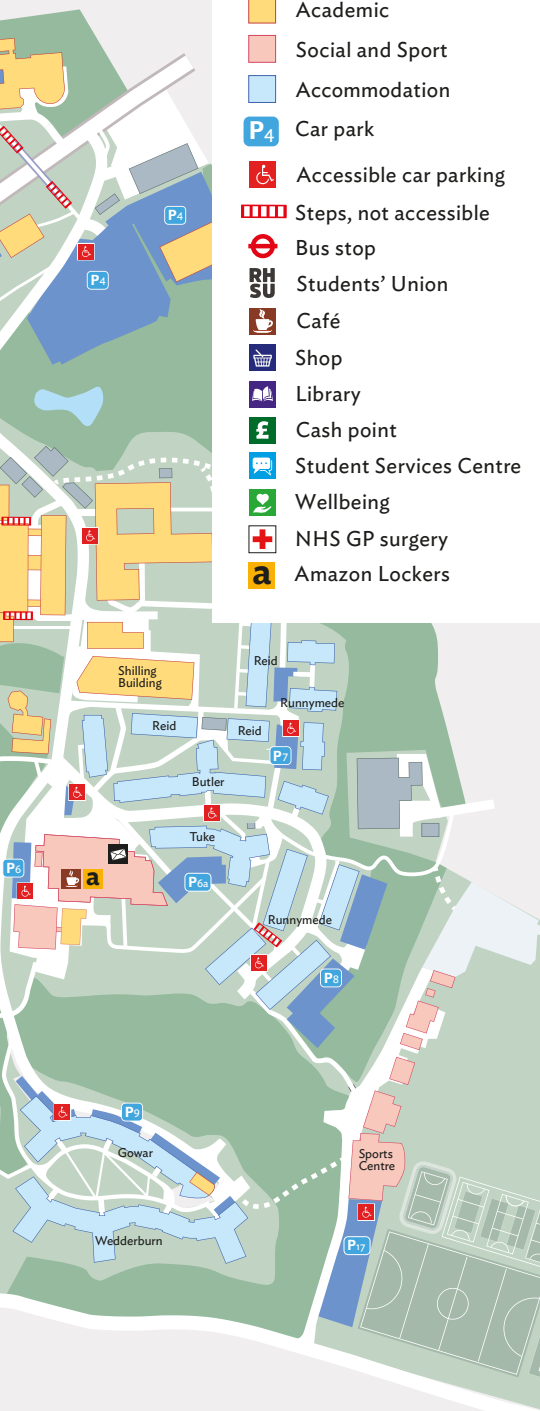 Academic
Social and Sport
Accommodation
P4 Car park
Accessible car parking
Steps, not accessible
Bus stop
RH
SU
Students' Union
Café
Shop
Library
£ Cash point
Student Services Centre
Wellbeing
NHS GP surgery
a Amazon Lockers
P4
P4
Reid
Shilling
Building
Runnymede
Reid
Reid
P7
Butler
Tuke
P6
a
P6a
Runnymede
P8
P9
Gowar
Sports
Centre
Wedderburn
P17